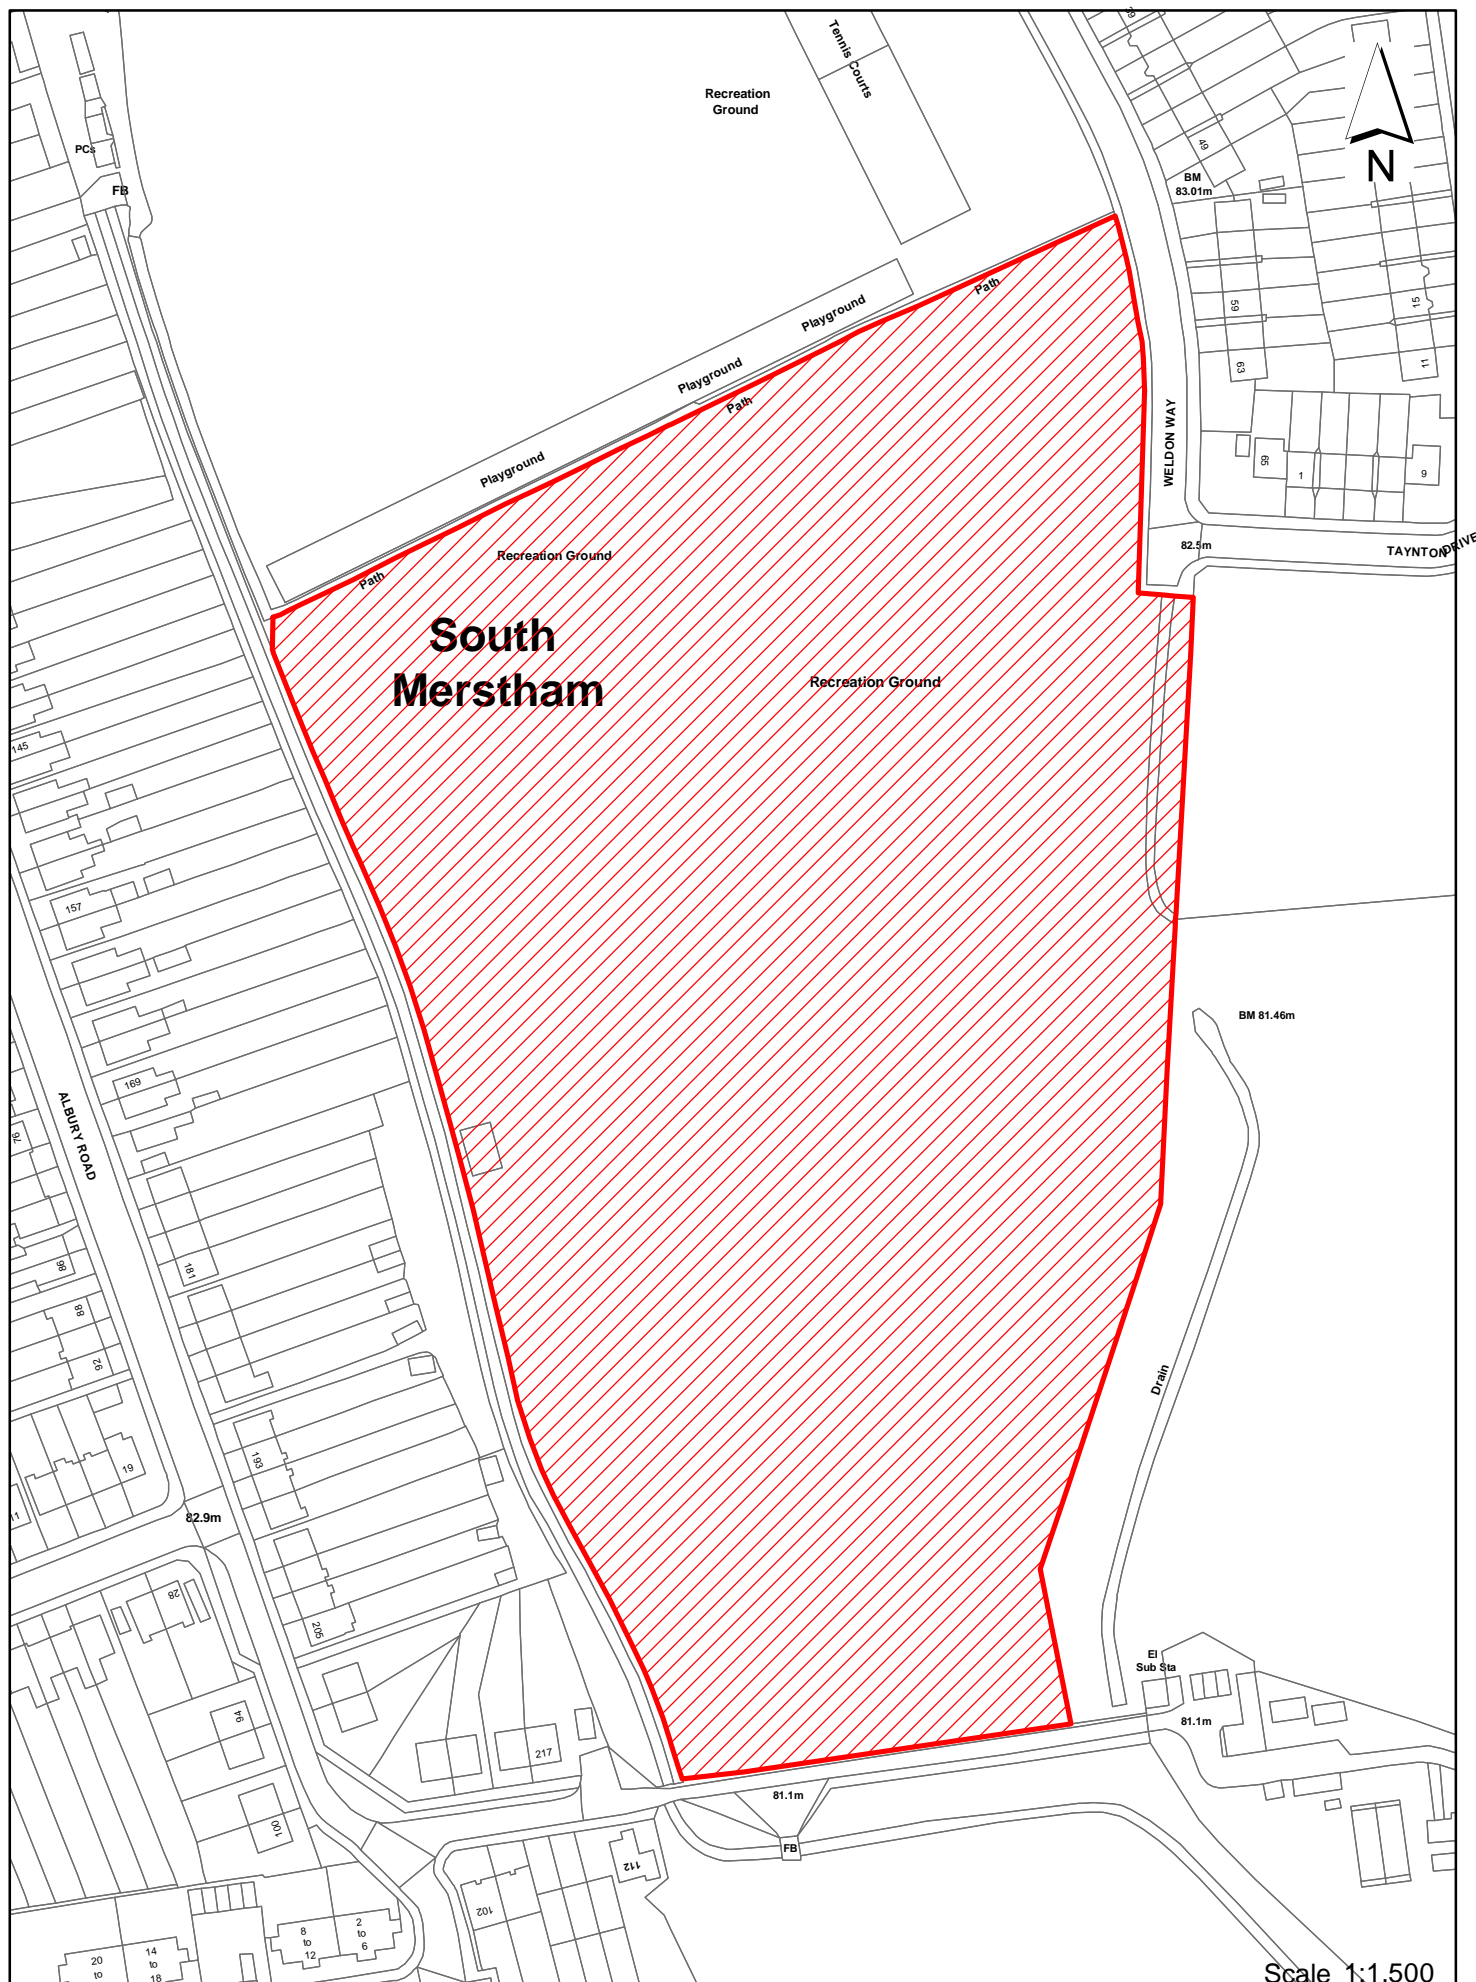 39
Tennis Courts
Recreation
Ground
N
49
PCs
BM
83.01m
FB
Path
Playground
59
15
63
11
Playground
Path
WELDON WAY
Playground
65
1
9
82.5m
TAYNTON DRIVE
Recreation Ground
Path
South
Merstham
Recreation Ground
145
157
BM 81.46m
169
ALBURY ROAD
76
86
181
88
92
Drain
193
19
11
82.9m
28
205
El
Sub Sta
94
81.1m
217
81.1m
100
FB
112
102
2
to
6
8
to
12
14
to
18
20
to
Scale 1:1,500